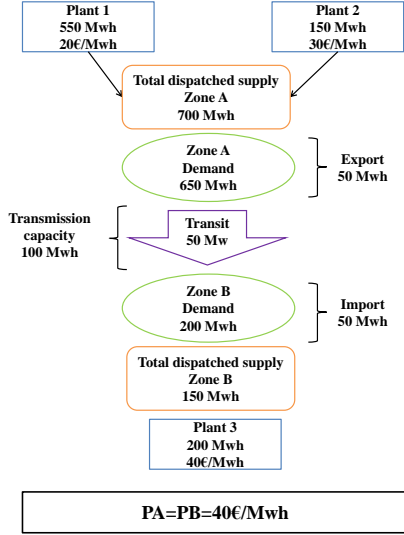 Plant 1
550 Mwh
20€/Mwh
Plant 2
150 Mwh
30€/Mwh
Total dispatched supply
Zone A
700 Mwh
Zone A
Demand
650 Mwh
Export
50 Mwh
Transmission
capacity
100 Mwh
Transit
50 Mw
Zone B
Demand
200 Mwh
Import
50 Mwh
Total dispatched supply
Zone B
150 Mwh
Plant 3
200 Mwh
40€/Mwh
PA=PB=40€/Mwh